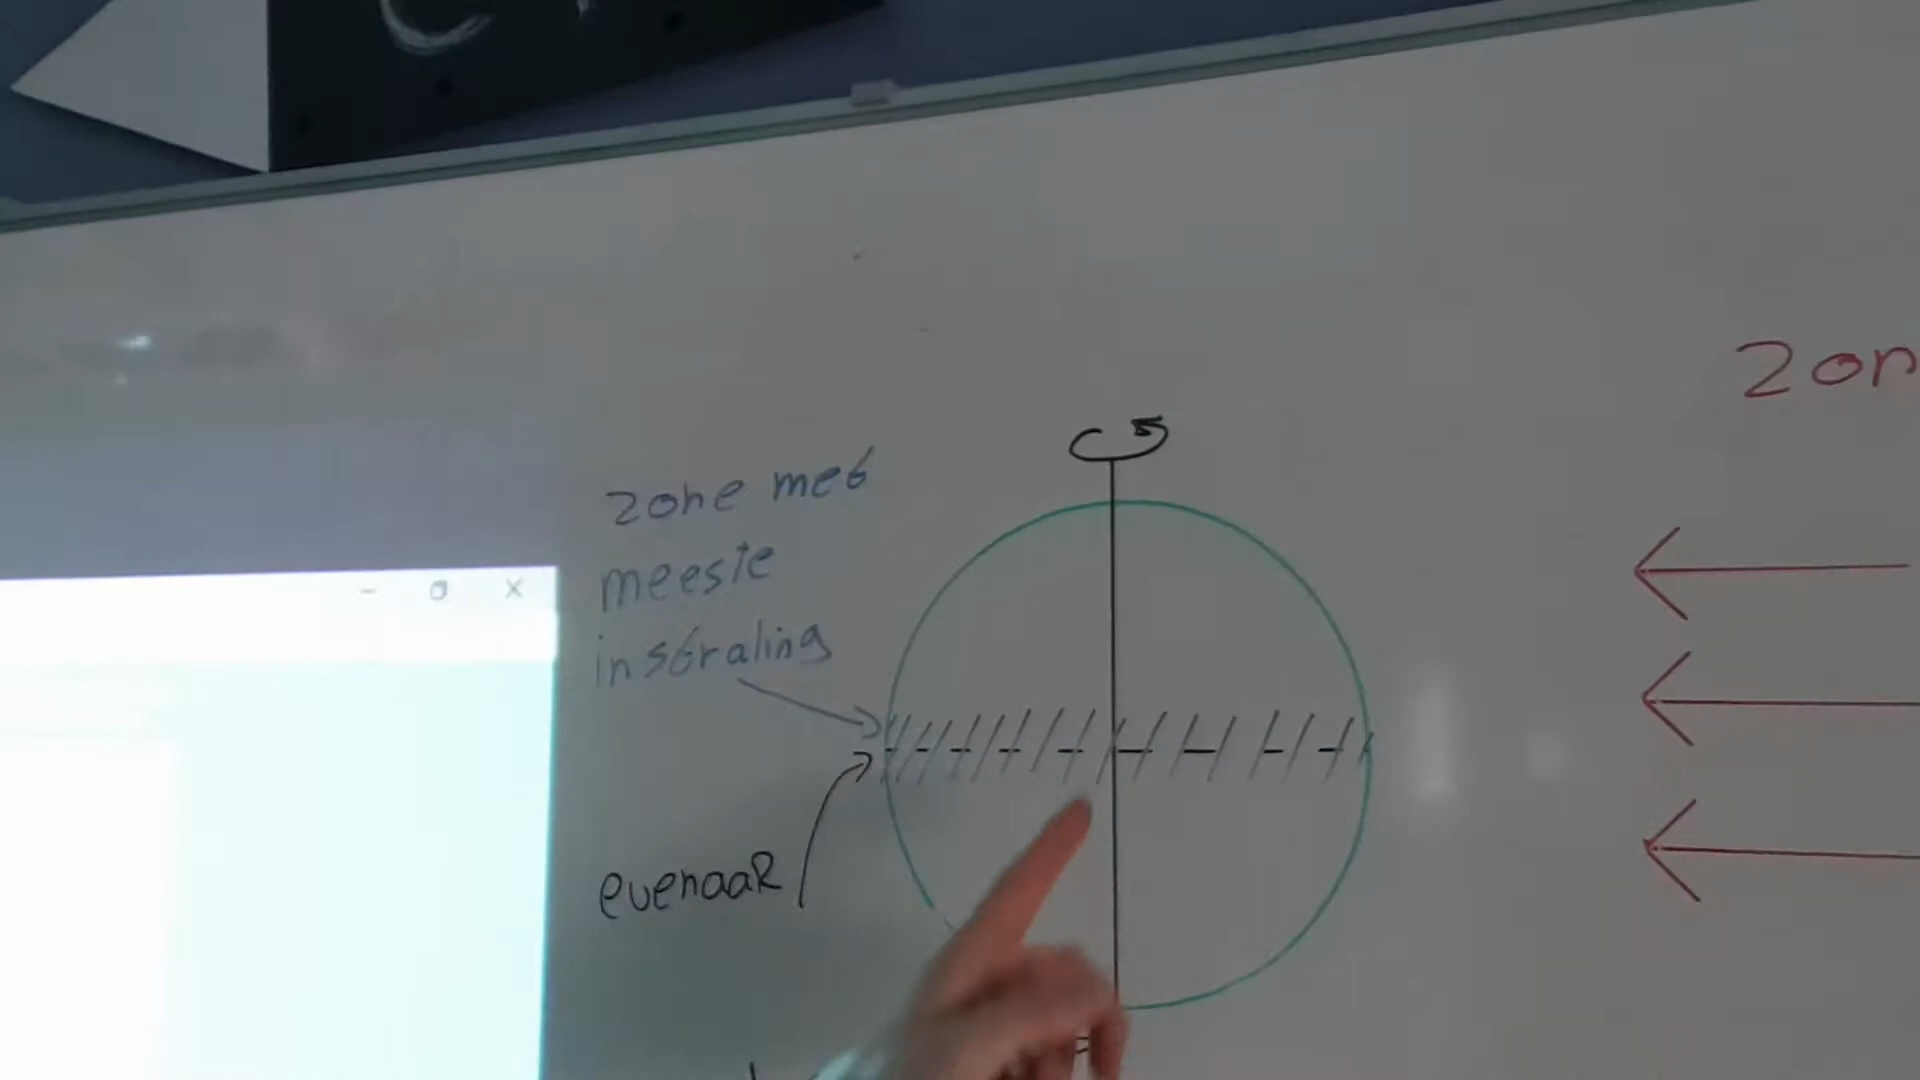 zon
zone met
meeste
instraling
evenaar